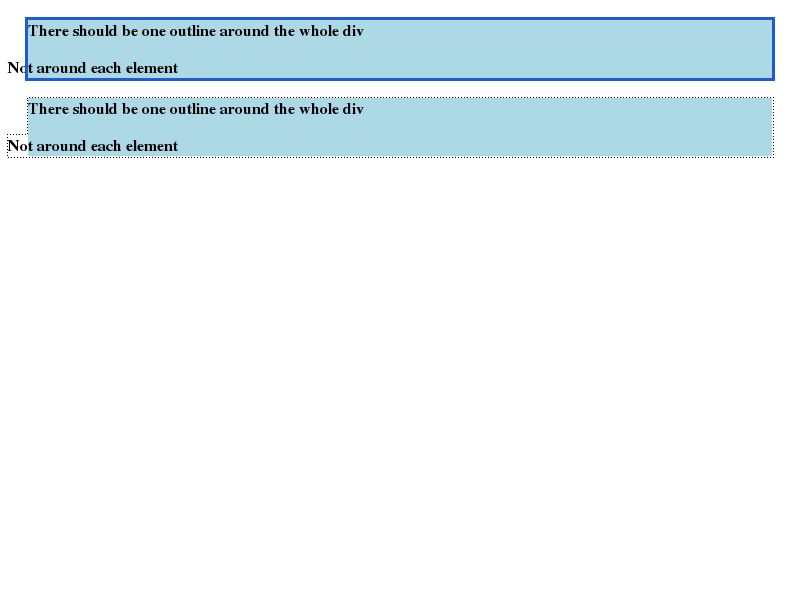 There should be one outline around the whole div
Not around each element
There should be one outline around the whole div
Not around each element